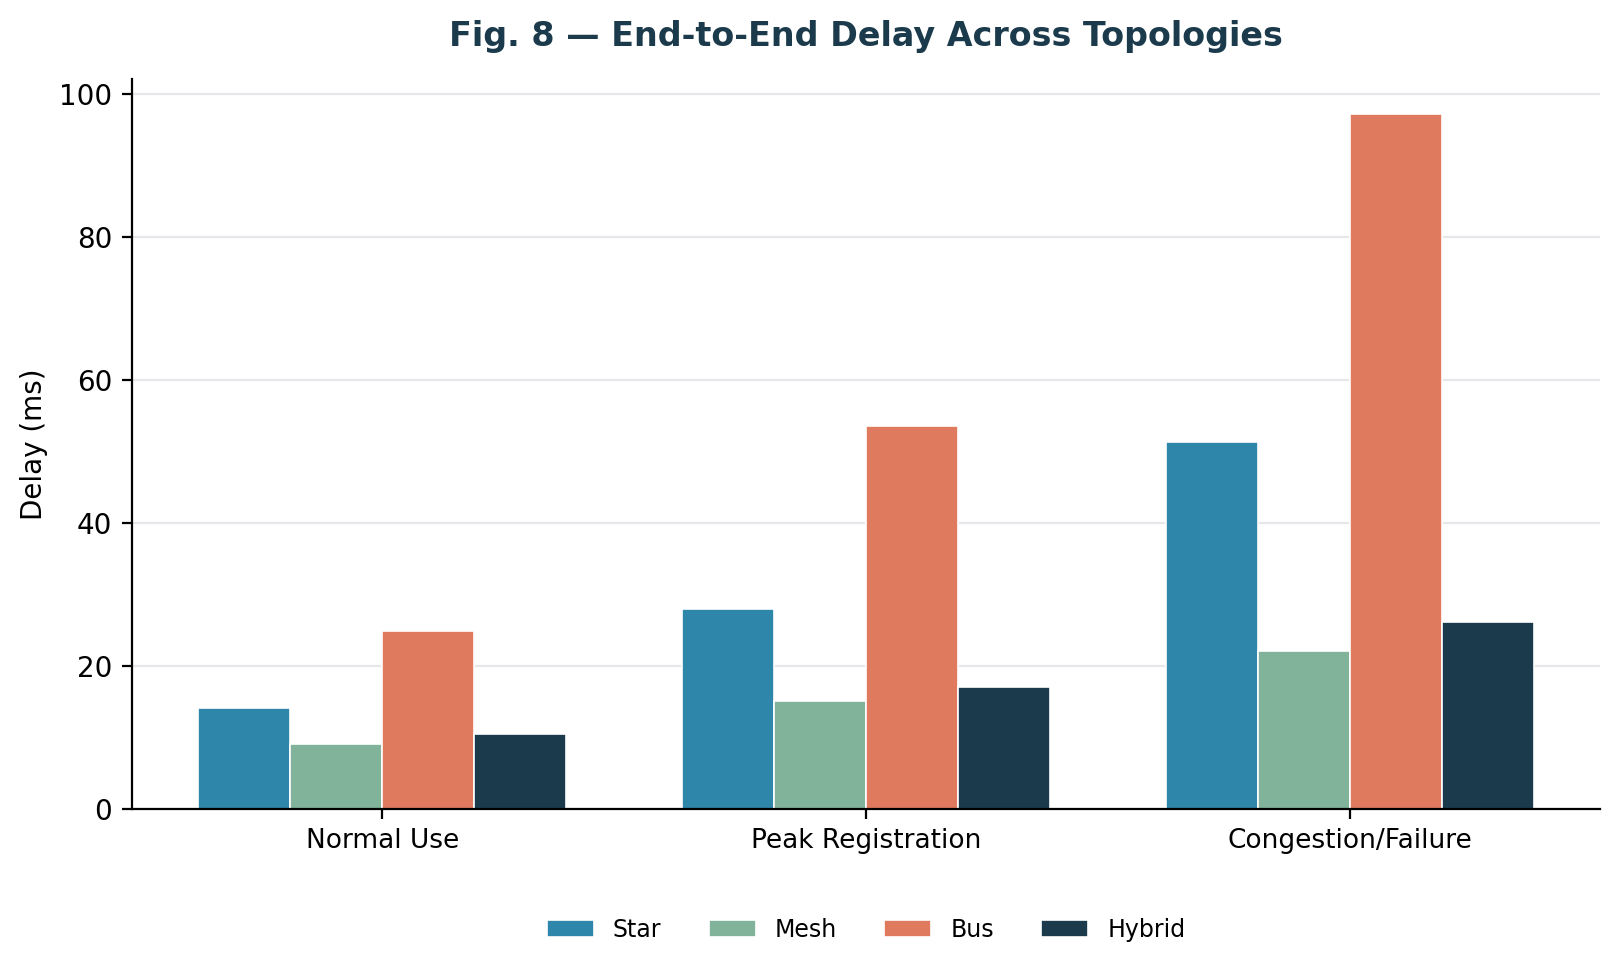 Fig. 8 — End-to-End Delay Across Topologies
100
80
60
40
20
0
Delay (ms)
Normal Use Peak Registration Congestion/Failure
Star Mesh Bus Hybrid